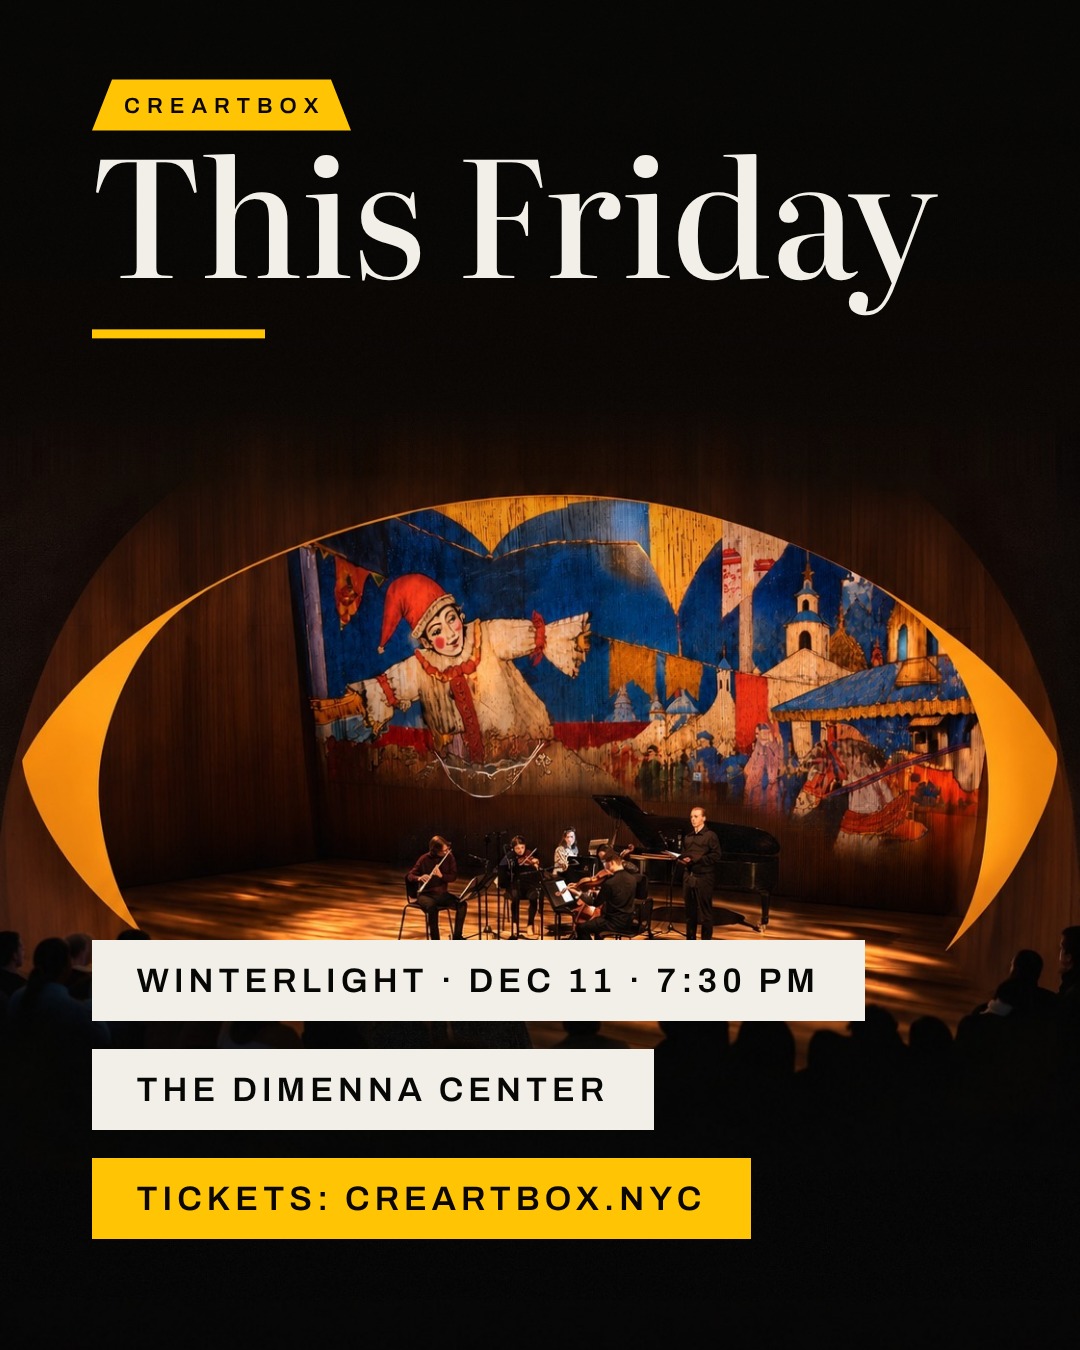 CREARTBOX
This Friday
WINTERLIGHT · DEC 11 · 7:30 PM
THE DIMENNA CENTER
TICKETS: CREARTBOX.NYC